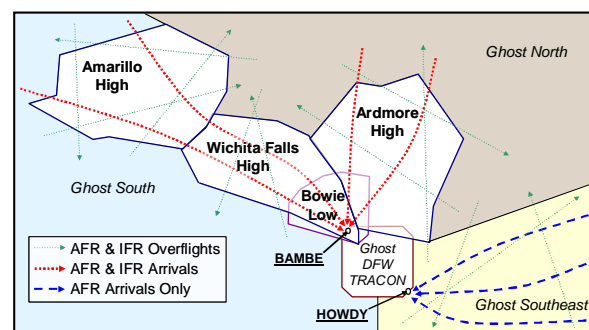 Amarillo
High
Ghost North
Ardmore
High
Wichita Falls
High
Ghost South
Bowie
Low
AFR & IFR Overflights
AFR & IFR Arrivals
AFR Arrivals Only
BAMBE
Ghost
DFW
TRACON
HOWDY
Ghost Southeast